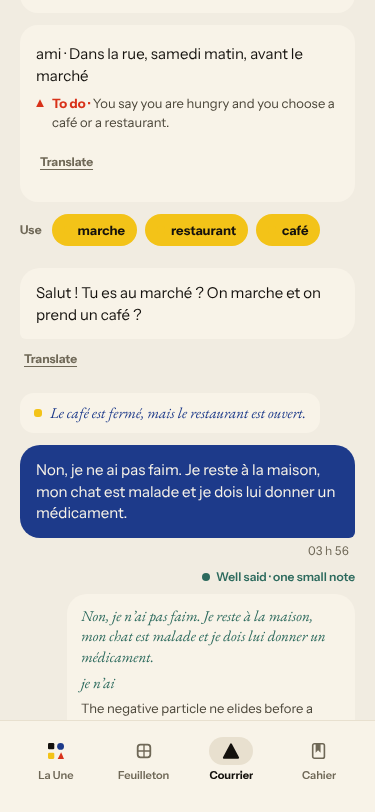 ami · Dans la rue, samedi matin, avant le
marché
To do · You say you are hungry and you choose a
café or a restaurant.
Translate
Use marche restaurant café
Salut ! Tu es au marché ? On marche et on
prend un café ?
Translate
Le café est fermé, mais le restaurant est ouvert.
Non, je ne ai pas faim. Je reste à la maison,
mon chat est malade et je dois lui donner un
médicament.
03 h 56
Well said · one small note
Non, je n’ai pas faim. Je reste à la maison,
mon chat est malade et je dois lui donner un
médicament.
je n’ai
The negative particle ne elides before a
La Une Feuilleton Courrier Cahier